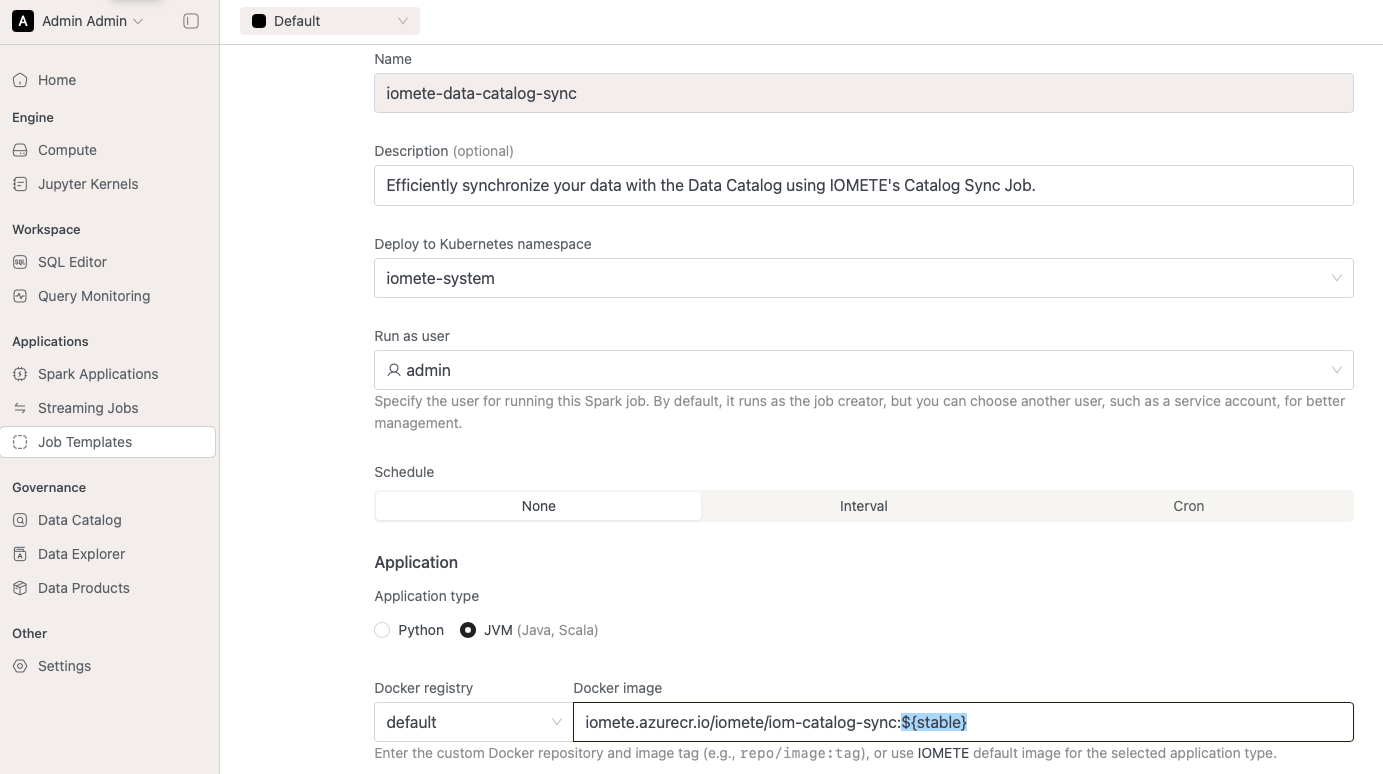 A Admin Admin
Default
Home
Engine
Compute
Jupyter Kernels
Workspace
SQL SQL Editor
Query Monitoring
Applications
Spark Applications
Streaming Jobs
Job Templates
Governance
Data Catalog
Data Explorer
Data Products
Other
Settings
Name
iomete-data-catalog-sync
Description (optional)
Efficiently synchronize your data with the Data Catalog using IOMETE's Catalog Sync Job.
Deploy to Kubernetes namespace
iomete-system
Run as user
admin
Specify the user for running this Spark job. By default, it runs as the job creator, but you can choose another user, such as a service account, for better
management.
Schedule
None Interval Cron
Application
Application type
Python JVM (Java, Scala)
Docker registry Docker image
default iomete.azurecr.io/iomete/iom-catalog-sync:${stable}
Enter the custom Docker repository and image tag (e.g., repo/image:tag), or use IOMETE default image for the selected application type.